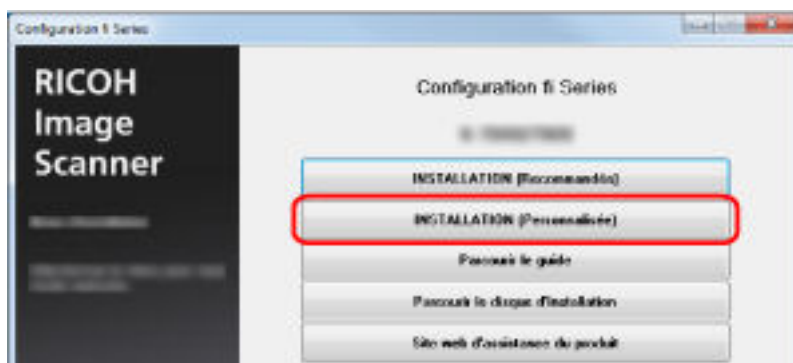 Configuration fi Series
RICOH
Image
Scanner
Configuration fi Series
INSTALLATION (Recommandée)
INSTALLATION (Personnalisée)
Parcourir le guide
Parcourir le disque d'installation
Site web d'assistance du produit